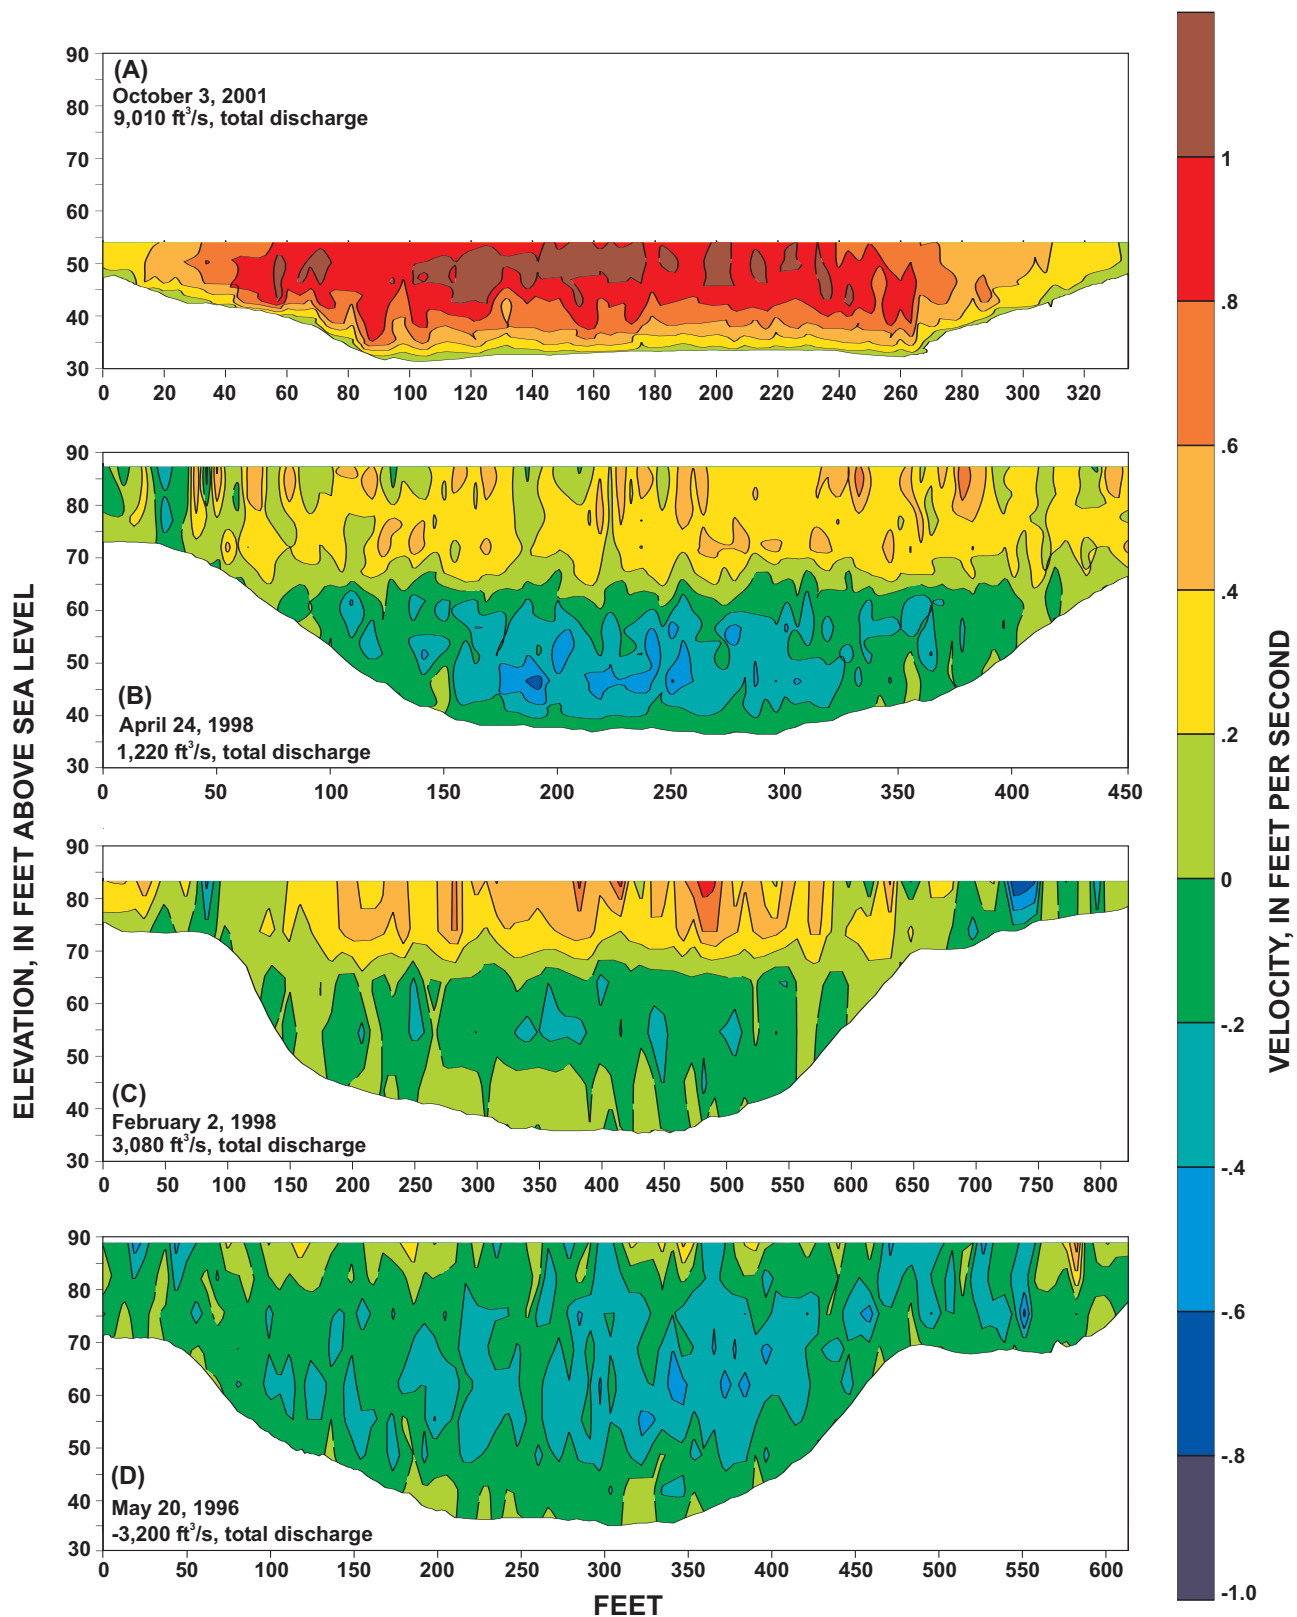 90
(A)
October 3, 2001
9,010 ft³/s, total discharge
80
70
60
50
40
30
0 20 40 60 80 100 120 140 160 180 200 220 240 260 280 300 320
90
80
70
60
50
40
30
(B)
April 24, 1998
1,220 ft³/s, total discharge
0 50 100 150 200 250 300 350 400 450
90
80
70
60
50
40
30
(C)
February 2, 1998
3,080 ft³/s, total discharge
0 50 100 150 200 250 300 350 400 450 500 550 600 650 700 750 800
90
80
70
60
50
40
30
(D)
May 20, 1996
-3,200 ft³/s, total discharge
0 50 100 150 200 250 300 350 400 450 500 550 600
FEET
ELEVATION, IN FEET ABOVE SEA LEVEL
1
.8
.6
.4
.2
0
-.2
-.4
-.6
-.8
-1.0
VELOCITY, IN FEET PER SECOND